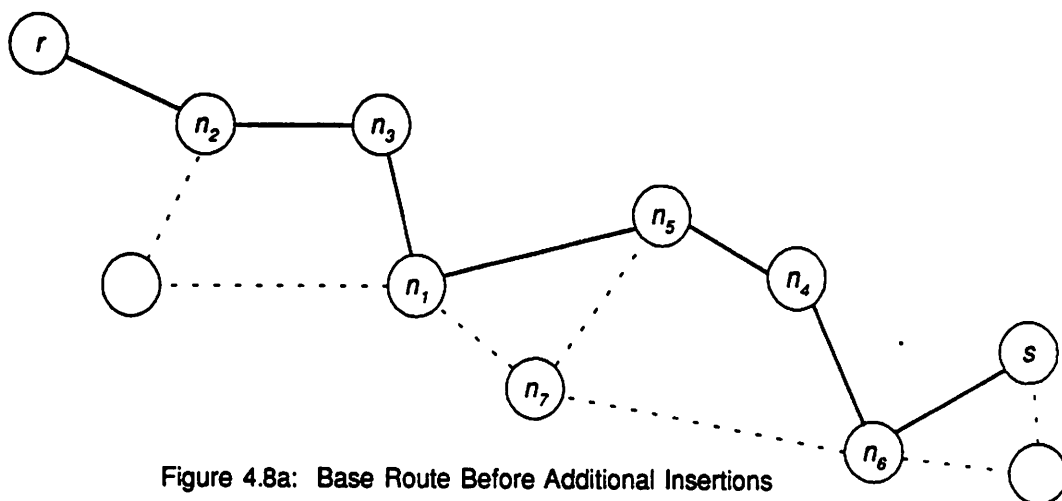 r
n₂
n₃
n₅
n₁
n₄
s
n₇
n₆
Figure 4.8a: Base Route Before Additional Insertions